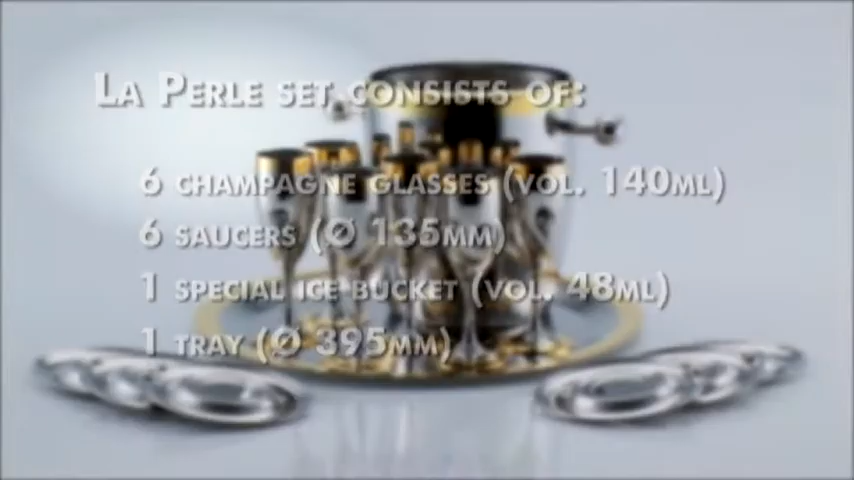 La Perle set consists of:
6 champagne glasses (vol. 140ml)
6 saucers (Ø 135mm)
1 special ice bucket (vol. 48ml)
1 tray (Ø 395mm)